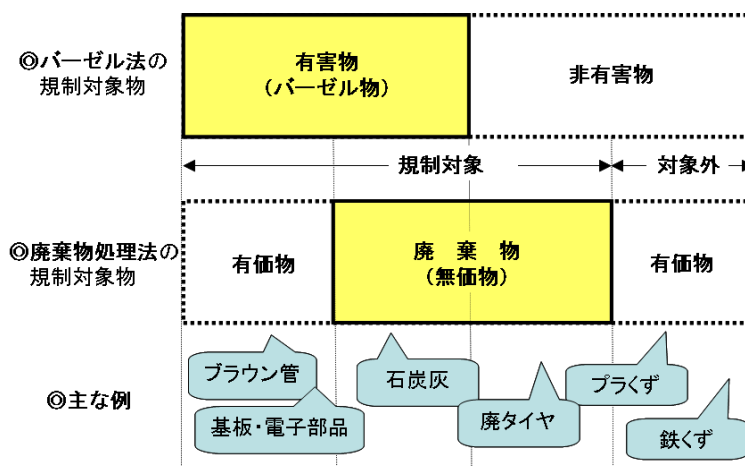 ◎バーゼル法の
規制対象物
有害物
(バーゼル物)
非有害物
規制対象
対象外
◎廃棄物処理法の
規制対象物
有価物
廃 棄 物
(無価物)
有価物
◎主な例
ブラウン管
基板・電子部品
石炭灰
廃タイヤ
プラくず
鉄くず